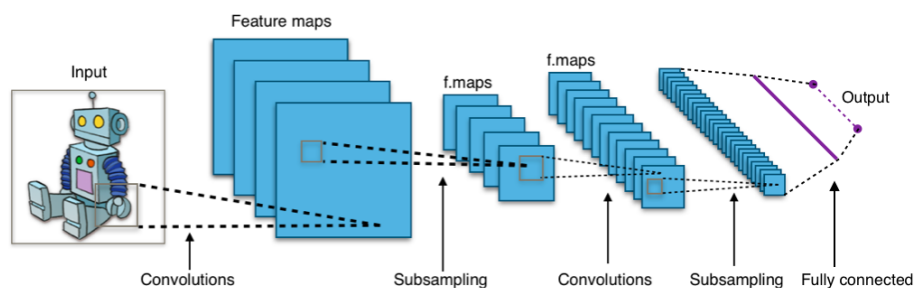 Feature maps
Input
f.maps
f.maps
Output
Convolutions
Subsampling
Convolutions
Subsampling
Fully connected